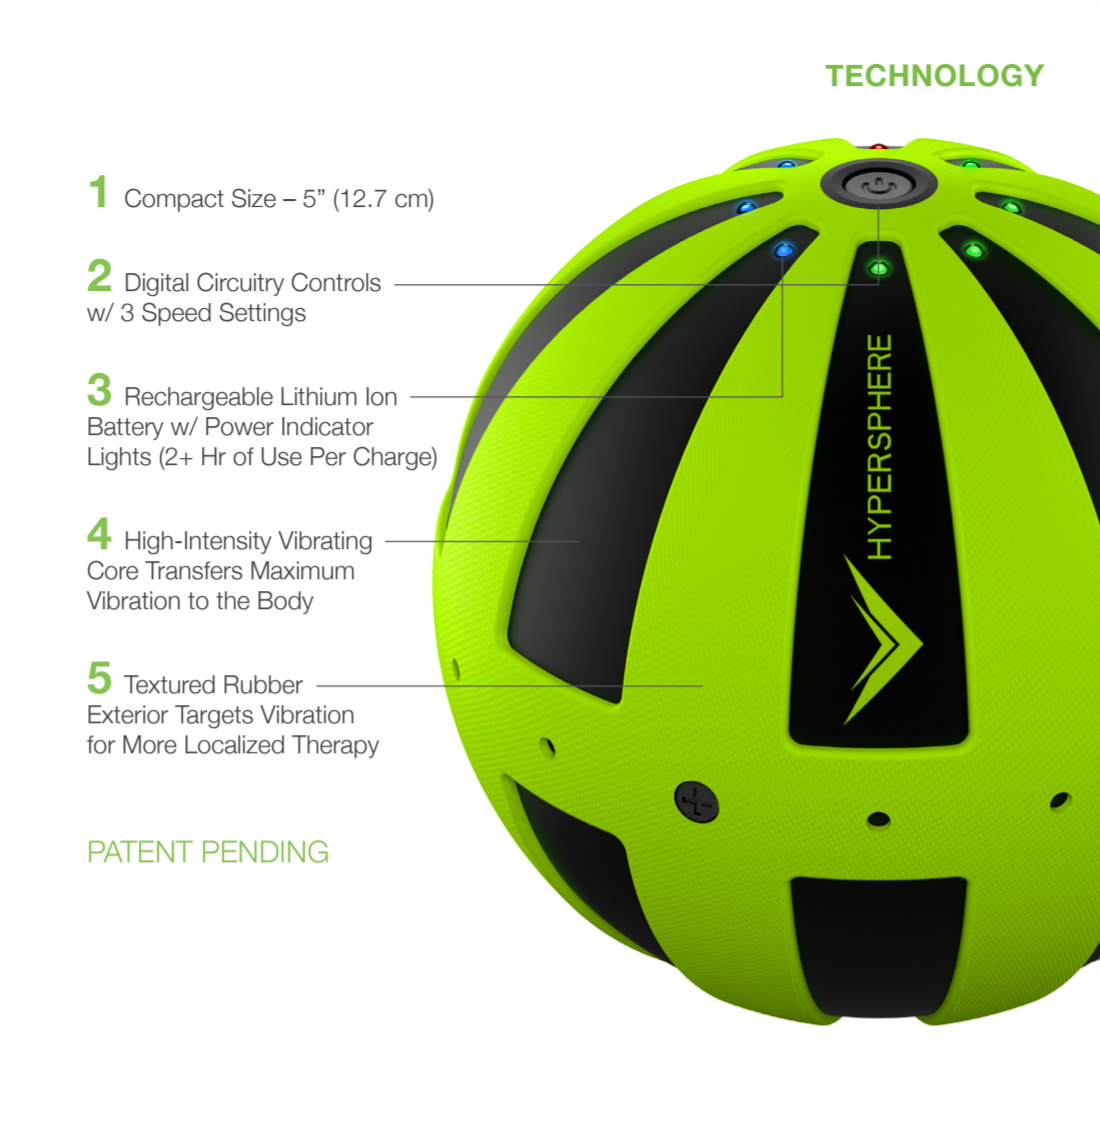 TECHNOLOGY
1 Compact Size – 5” (12.7 cm)
2 Digital Circuitry Controls
w/ 3 Speed Settings
3 Rechargeable Lithium Ion
Battery w/ Power Indicator
Lights (2+ Hr of Use Per Charge)
4 High-Intensity Vibrating
Core Transfers Maximum
Vibration to the Body
5 Textured Rubber
Exterior Targets Vibration
for More Localized Therapy
PATENT PENDING
HYPERSPHERE